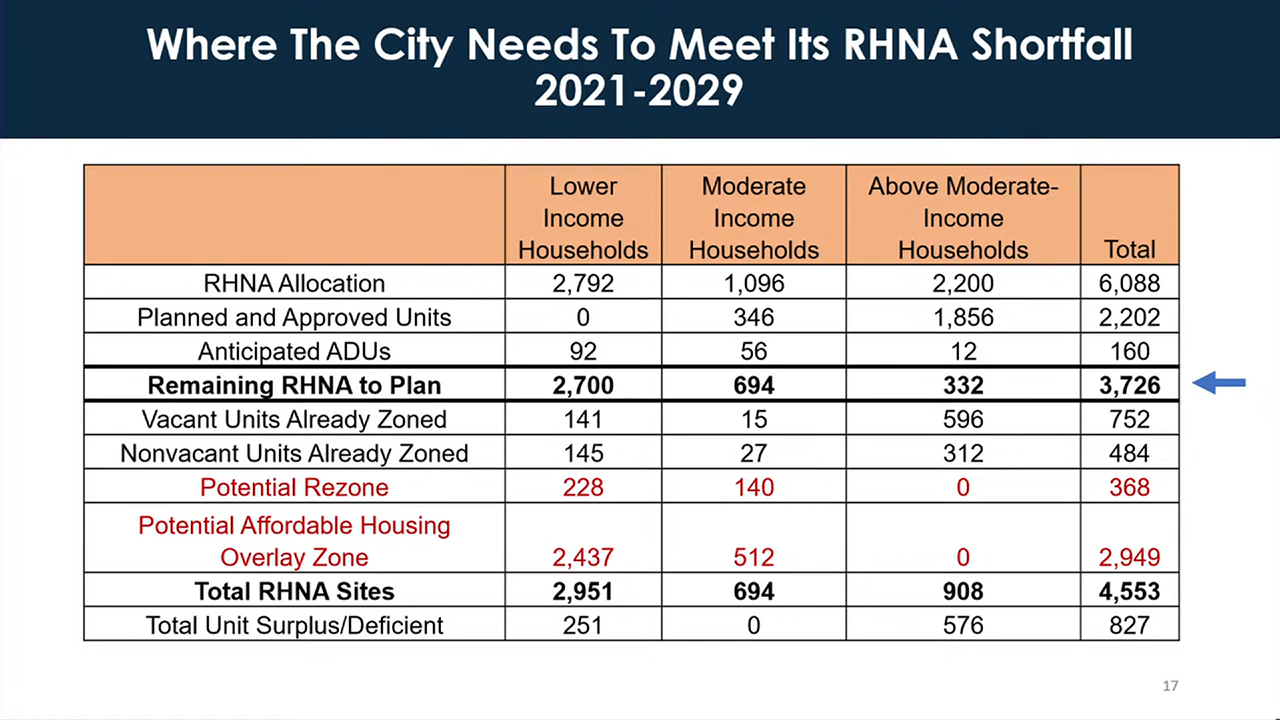 Where The City Needs To Meet Its RHNA Shortfall
2021-2029
Lower Income Households Moderate Income Households Above Moderate-Income Households Total
RHNA Allocation 2,792 1,096 2,200 6,088
Planned and Approved Units 0 346 1,856 2,202
Anticipated ADUs 92 56 12 160
Remaining RHNA to Plan 2,700 694 332 3,726
Vacant Units Already Zoned 141 15 596 752
Nonvacant Units Already Zoned 145 27 312 484
Potential Rezone 228 140 0 368
Potential Affordable Housing
Overlay Zone 2,437 512 0 2,949
Total RHNA Sites 2,951 694 908 4,553
Total Unit Surplus/Deficient 251 0 576 827
17